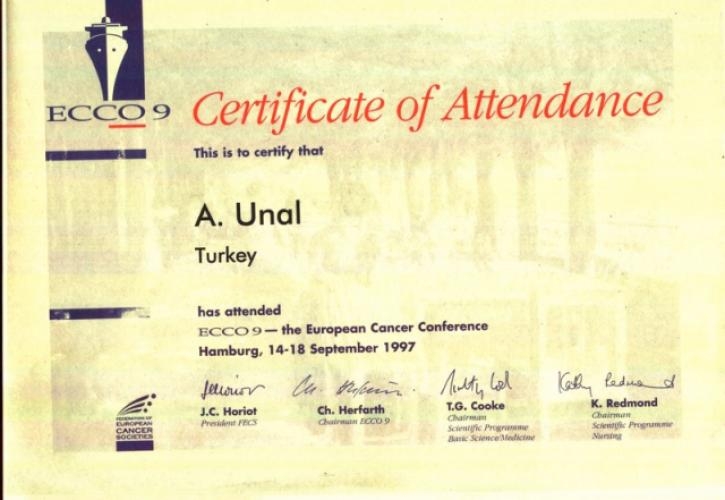 ECCO 9
Certificate of Attendance
This is to certify that
A. Unal
Turkey
has attended
ECCO 9 — the European Cancer Conference
Hamburg, 14-18 September 1997
J.C. Horiot
President FECS
Ch. Herfarth
Chairman ECCO 9
T.G. Cooke
Chairman
Scientific Programme
Basic Science/Medicine
K. Redmond
Chairman
Scientific Programme
Nursing
FEDERATION OF
EUROPEAN
CANCER
SOCIETIES